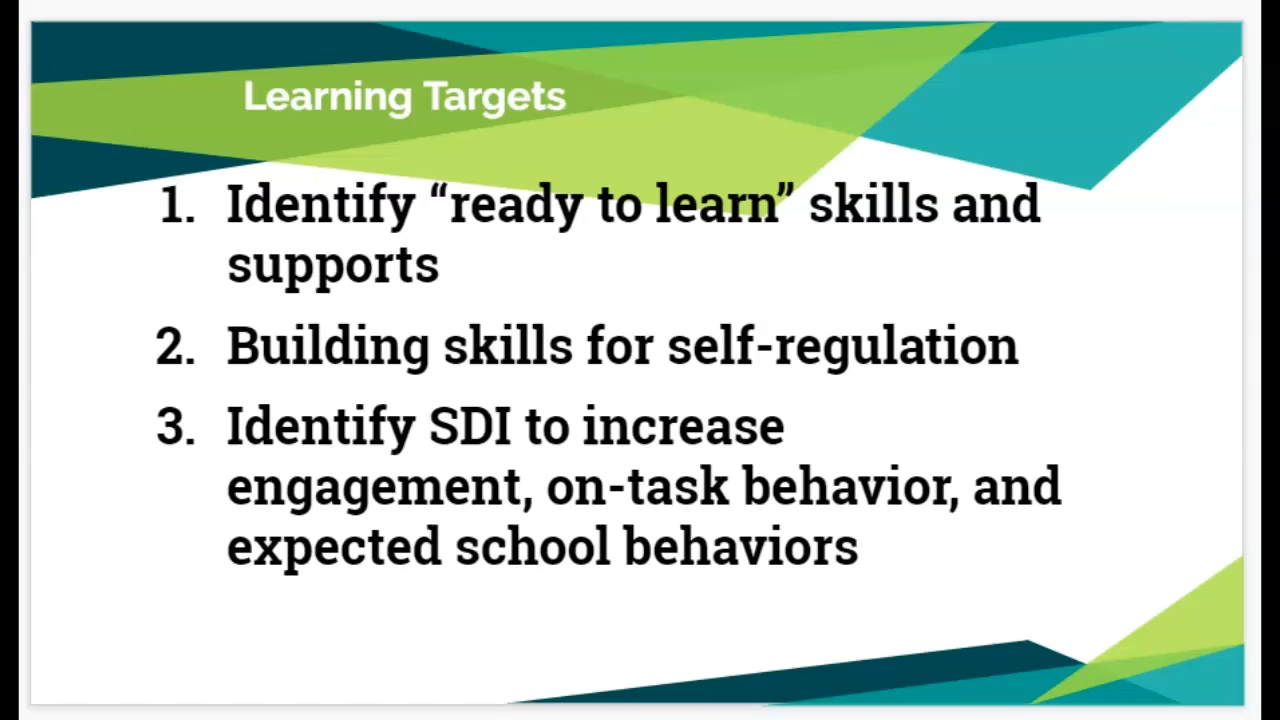 Learning Targets
1. Identify “ready to learn” skills and
supports
2. Building skills for self-regulation
3. Identify SDI to increase
engagement, on-task behavior, and
expected school behaviors